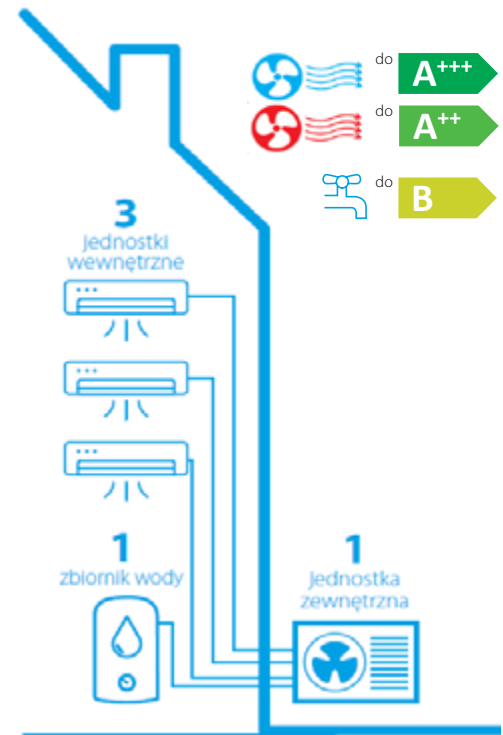 do A+++
do A++
do B
3
jednostki
wewnętrzne
1
zbiornik wody
1
Jednostka
zewnętrzna